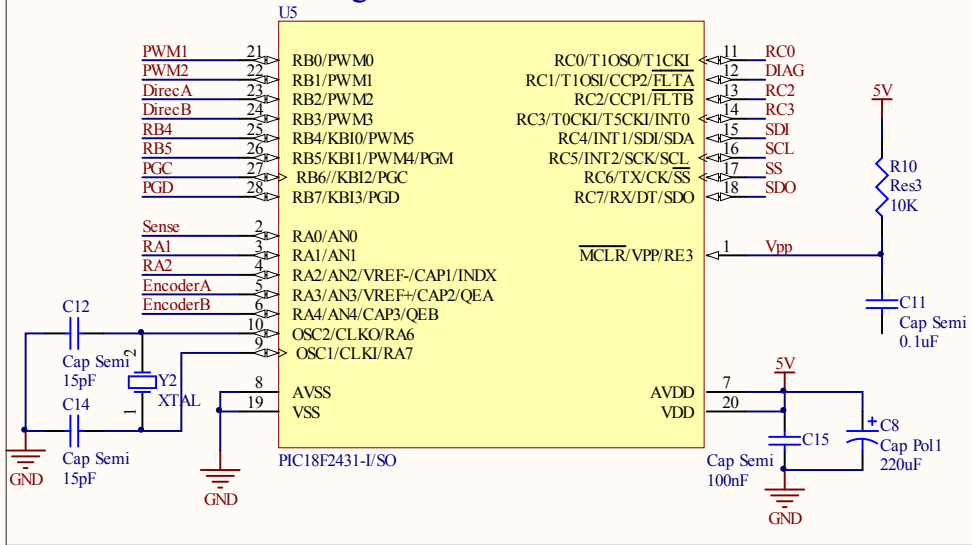 U5
PWM1 21 RB0/PWM0 RC0/T1OSO/T1CKI 11 RC0
PWM2 22 RB1/PWM1 RC1/T1OSI/CCP2/FLTA 12 DIAG
DirecA 23 RB2/PWM2 RC2/CCP1/FLTB 13 RC2
DirecB 24 RB3/PWM3 RC3/T0CKI/T5CKI/INT0 14 RC3
RB4 25 RB4/KBI0/PWM5 RC4/INT1/SDI/SDA 15 SDI
RB5 26 RB5/KBI1/PWM4/PGM RC5/INT2/SCK/SCL 16 SCL
PGC 27 RB6//KBI2/PGC RC6/TX/CK/SS 17 SS
PGD 28 RB7/KBI3/PGD RC7/RX/DT/SDO 18 SDO
5V
R10
Res3
10K
Sense 2 RA0/AN0
RA1 3 RA1/AN1 MCLR/VPP/RE3 1 Vpp
RA2 4 RA2/AN2/VREF-/CAP1/INDX
EncoderA 5 RA3/AN3/VREF+/CAP2/QEA
EncoderB 6 RA4/AN4/CAP3/QEB
10 OSC2/CLKO/RA6
9 OSC1/CLKI/RA7
C11
Cap Semi
0.1uF
C12
Cap Semi
15pF
2
Y2
XTAL
1
C14
Cap Semi
15pF
GND
8 AVSS AVDD 7
19 VSS VDD 20
GND
PIC18F2431-I/SO
5V
C15
Cap Semi
100nF
C8
+
Cap Pol1
220uF
GND